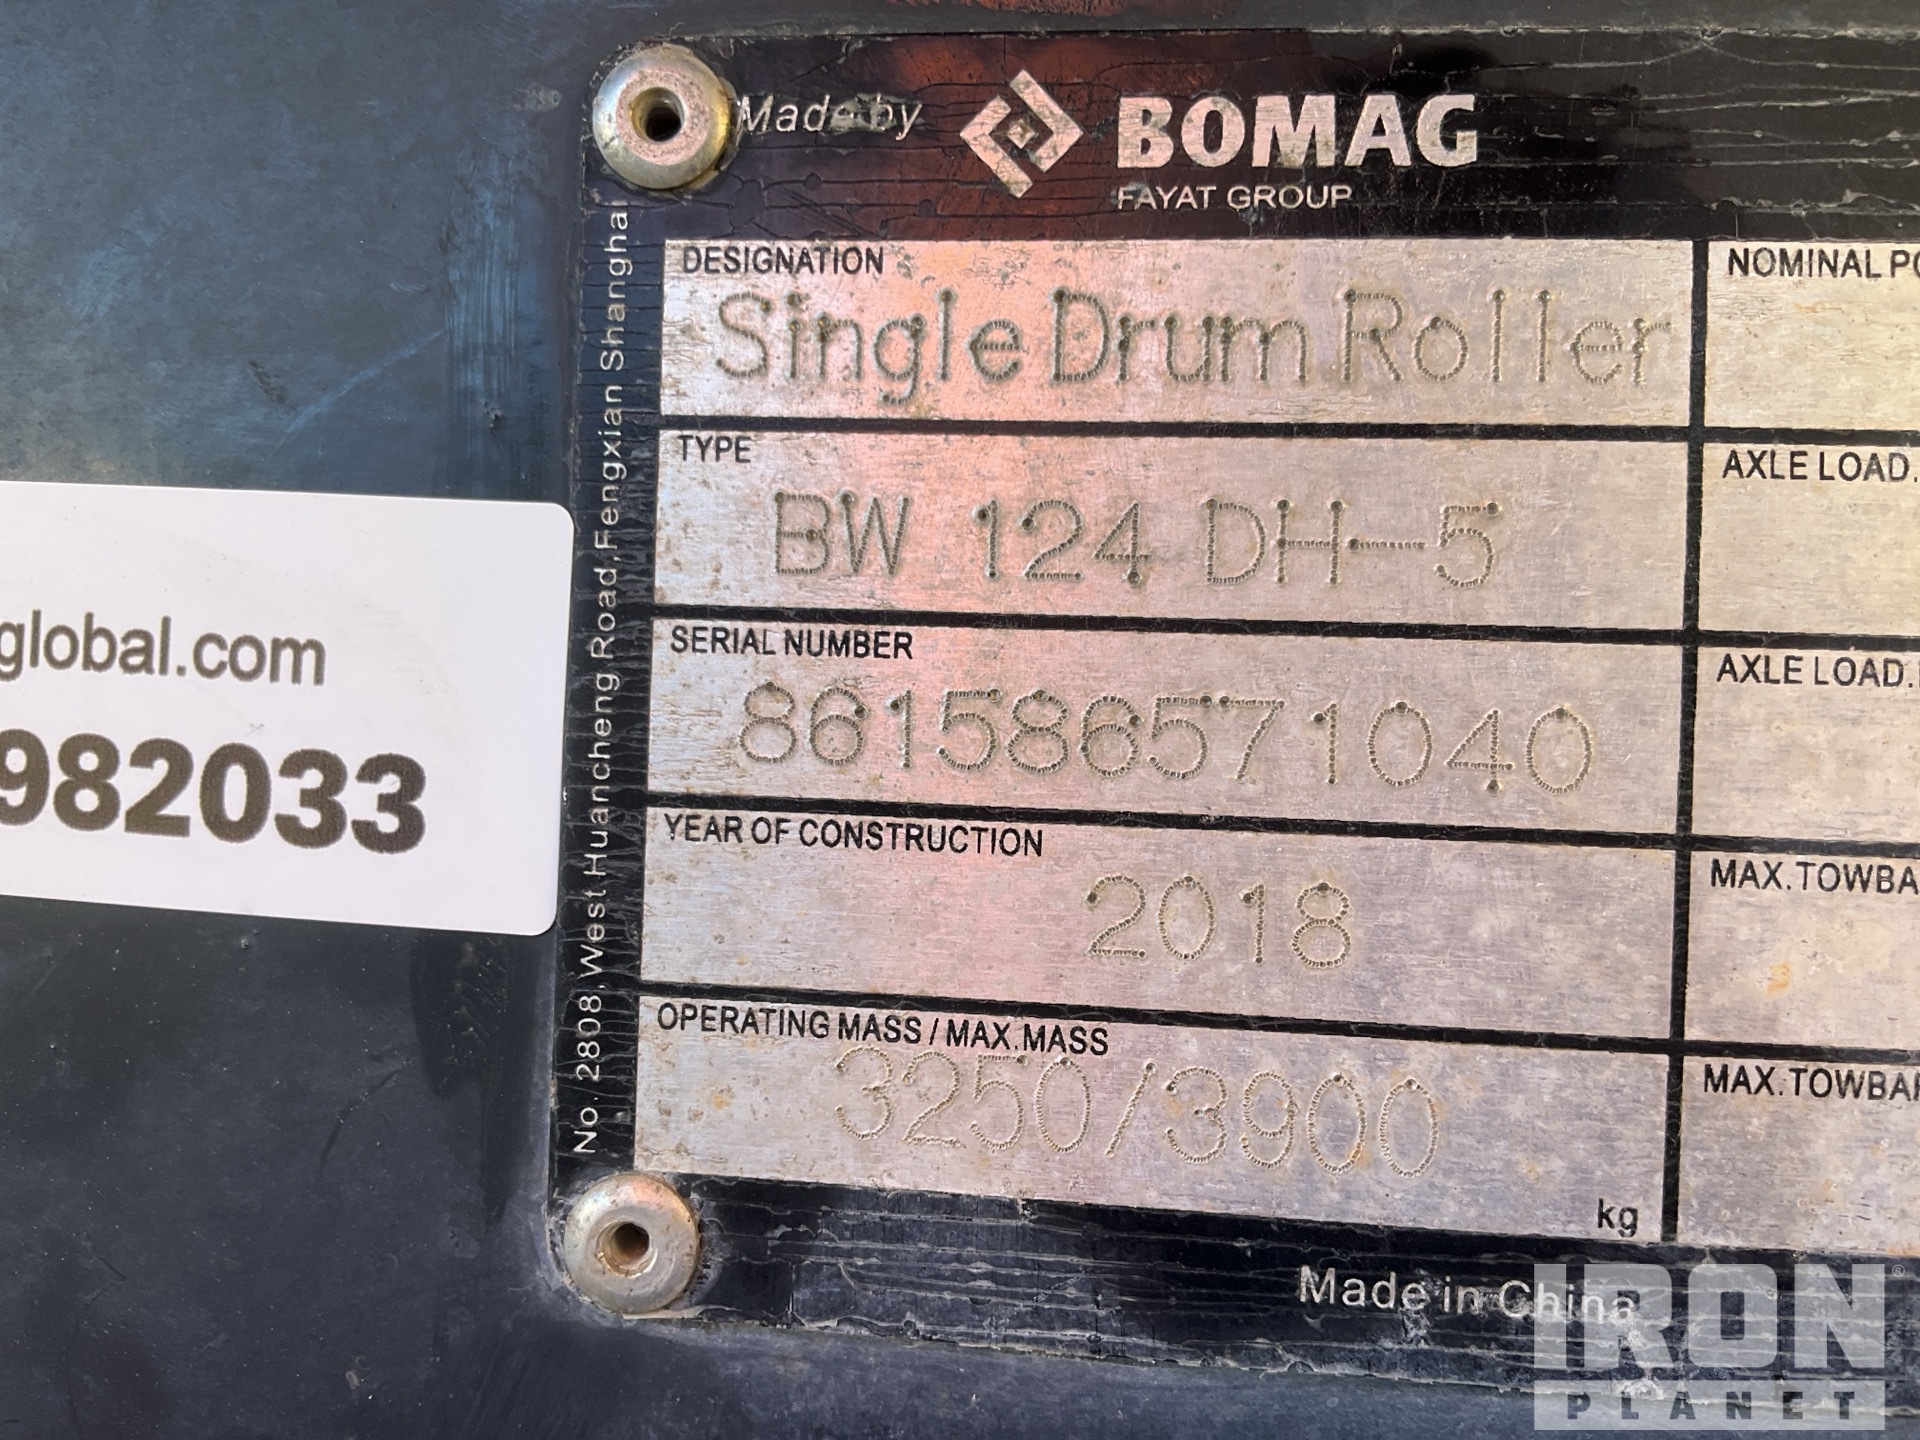 Made by BOMAG
FAYAT GROUP
DESIGNATION
Single Drum Roller
TYPE
BW 124 DH-5
SERIAL NUMBER
861586571040
YEAR OF CONSTRUCTION
2018
OPERATING MASS / MAX. MASS
3250/3900
kg
NOMINAL PO
AXLE LOAD.
AXLE LOAD.
MAX. TOWBA
MAX. TOWBA
Made in China
No. 2808, West Huancheng Road, Fengxian Shanghai
global.com
982033
IRON
PLANET